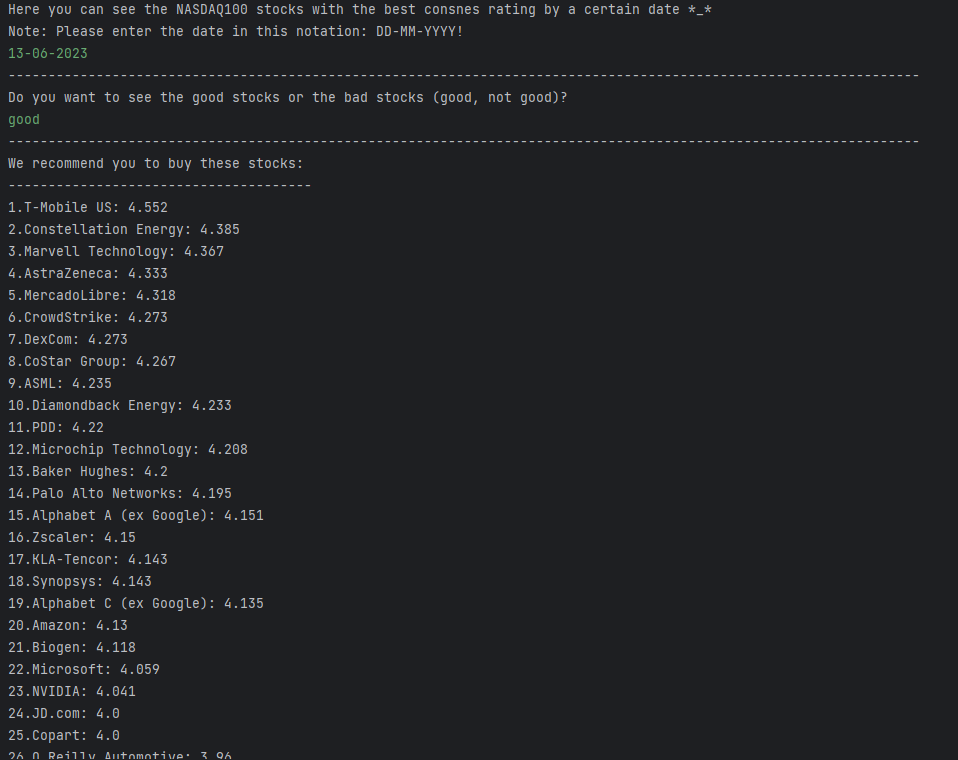 Here you can see the NASDAQ100 stocks with the best consnes rating by a certain date *_*
Note: Please enter the date in this notation: DD-MM-YYYY!
13-06-2023
------------------------------------------------------------------------------------------------------------------
Do you want to see the good stocks or the bad stocks (good, not good)?
good
------------------------------------------------------------------------------------------------------------------
We recommend you to buy these stocks:
--------------------------------------
1.T-Mobile US: 4.552
2.Constellation Energy: 4.385
3.Marvell Technology: 4.367
4.AstraZeneca: 4.333
5.MercadoLibre: 4.318
6.CrowdStrike: 4.273
7.DexCom: 4.273
8.CoStar Group: 4.267
9.ASML: 4.235
10.Diamondback Energy: 4.233
11.PDD: 4.22
12.Microchip Technology: 4.208
13.Baker Hughes: 4.2
14.Palo Alto Networks: 4.195
15.Alphabet A (ex Google): 4.151
16.Zscaler: 4.15
17.KLA-Tencor: 4.143
18.Synopsys: 4.143
19.Alphabet C (ex Google): 4.135
20.Amazon: 4.13
21.Biogen: 4.118
22.Microsoft: 4.059
23.NVIDIA: 4.041
24.JD.com: 4.0
25.Copart: 4.0
26.O Reilly Automotive: 3.96